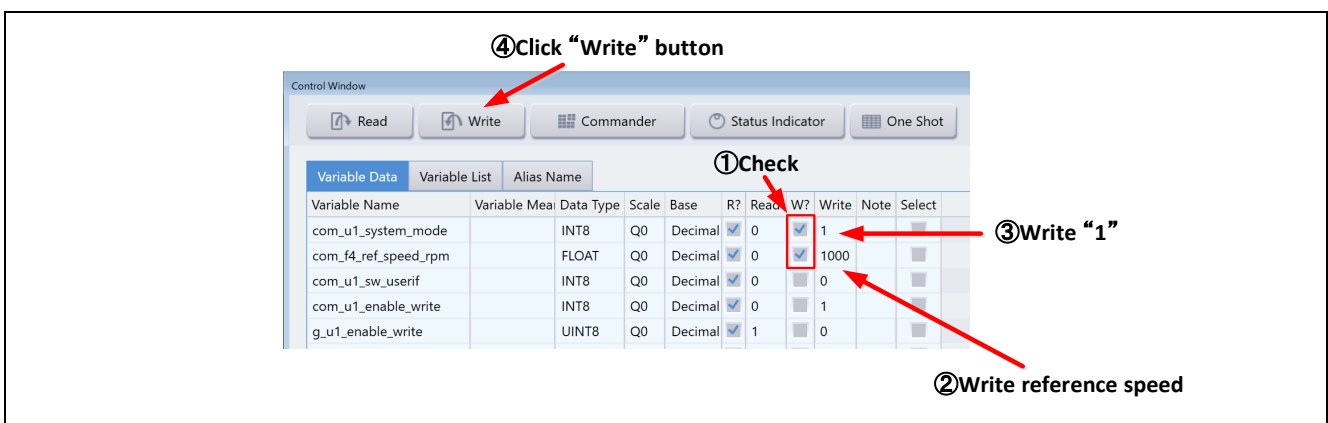 ④Click “Write” button
Control Window
Read Write Commander Status Indicator One Shot
①Check
Variable Data Variable List Alias Name
Variable Name Variable Mea Data Type Scale Base R? Read W? Write Note Select
com_u1_system_mode INT8 Q0 Decimal 0 1
③Write “1”
com_f4_ref_speed_rpm FLOAT Q0 Decimal 0 1000
com_u1_sw_userif INT8 Q0 Decimal 0 0
com_u1_enable_write INT8 Q0 Decimal 0 1
g_u1_enable_write UINT8 Q0 Decimal 1 0
②Write reference speed